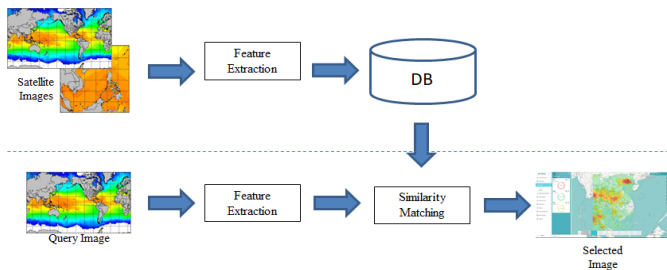 Satellite
Images
Feature
Extraction
DB
Query Image
Feature
Extraction
Similarity
Matching
Selected
Image